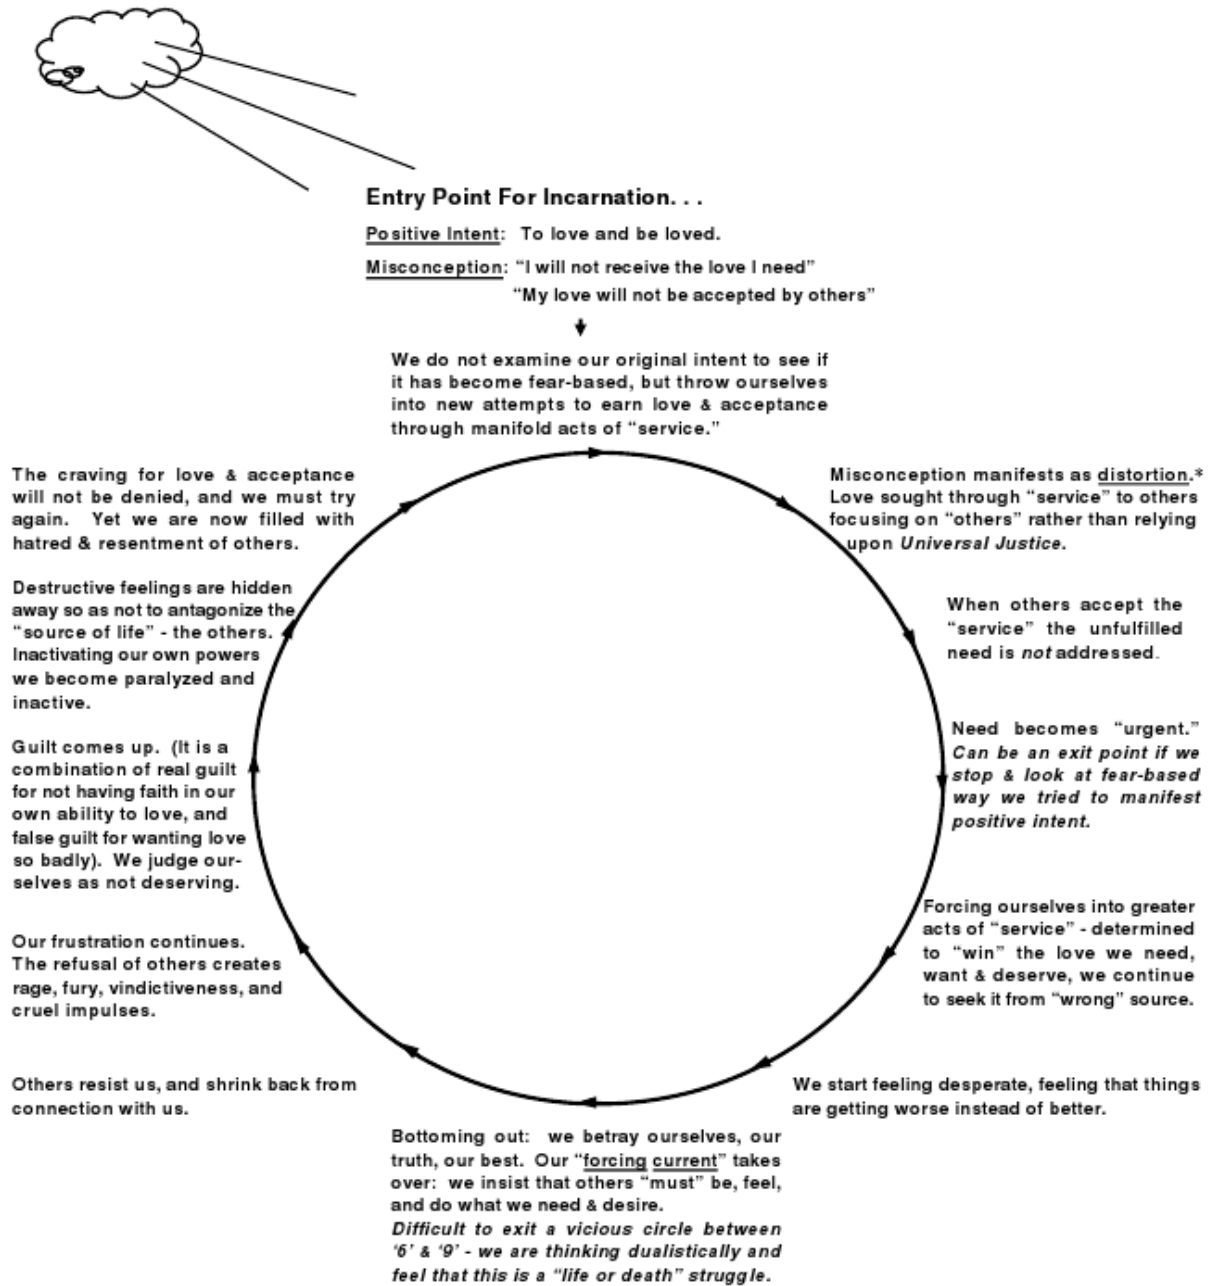 Entry Point For Incarnation. . .
Positive Intent: To love and be loved.
Misconception: “I will not receive the love I need”
“My love will not be accepted by others”
We do not examine our original intent to see if
it has become fear-based, but throw ourselves
into new attempts to earn love & acceptance
through manifold acts of “service.”
Misconception manifests as distortion.*
Love sought through “service” to others
focusing on “others” rather than relying
upon Universal Justice.
When others accept the
“service” the unfulfilled
need is not addressed.
Need becomes “urgent.”
Can be an exit point if we
stop & look at fear-based
way we tried to manifest
positive intent.
Forcing ourselves into greater
acts of “service” - determined
to “win” the love we need,
want & deserve, we continue
to seek it from “wrong” source.
We start feeling desperate, feeling that things
are getting worse instead of better.
Bottoming out: we betray ourselves, our
truth, our best. Our “forcing current” takes
over: we insist that others “must” be, feel,
and do what we need & desire.
Difficult to exit a vicious circle between
‘6’ & ‘9’ - we are thinking dualistically and
feel that this is a “life or death” struggle.
Others resist us, and shrink back from
connection with us.
Our frustration continues.
The refusal of others creates
rage, fury, vindictiveness, and
cruel impulses.
Guilt comes up. (It is a
combination of real guilt
for not having faith in our
own ability to love, and
false guilt for wanting love
so badly). We judge our-
selves as not deserving.
Destructive feelings are hidden
away so as not to antagonize the
“source of life” - the others.
Inactivating our own powers
we become paralyzed and
inactive.
The craving for love & acceptance
will not be denied, and we must try
again. Yet we are now filled with
hatred & resentment of others.